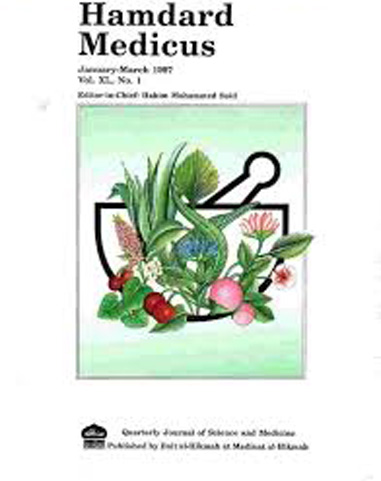 Hamdard
Medicus
January-March 1997
Vol. XL, No. 1
Editor-in-Chief: Hakim Mohammed Said
Quarterly Journal of Science and Medicine
Published by Bait al-Hikmah at Madinat al-Hikmah